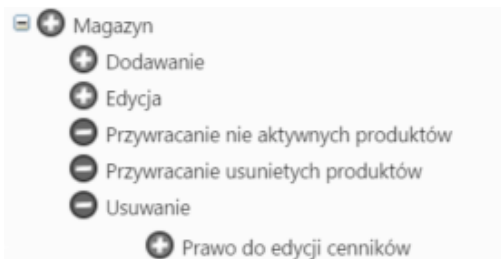 Magazyn
Dodawanie
Edycja
Przywracanie nie aktywnych produktów
Przywracanie usunietych produktów
Usuwanie
Prawo do edycji cenników